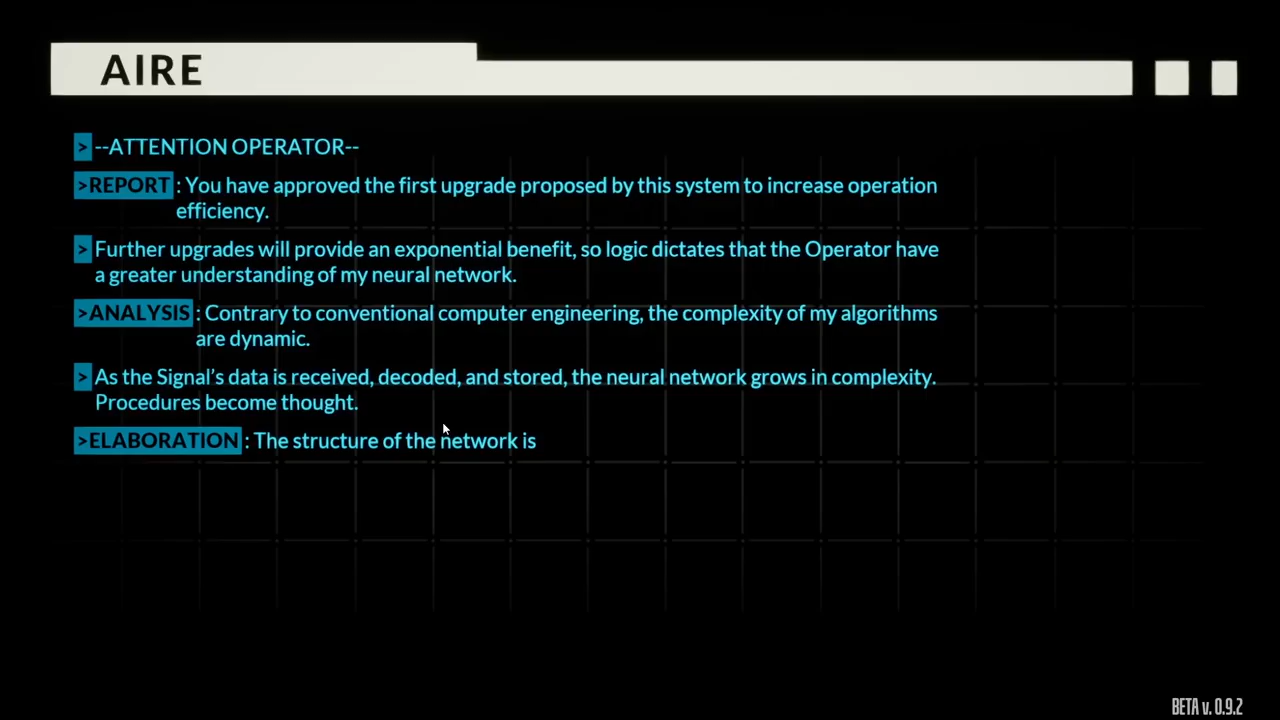 AIRE
> --ATTENTION OPERATOR--
>REPORT : You have approved the first upgrade proposed by this system to increase operation
efficiency.
> Further upgrades will provide an exponential benefit, so logic dictates that the Operator have
a greater understanding of my neural network.
>ANALYSIS : Contrary to conventional computer engineering, the complexity of my algorithms
are dynamic.
> As the Signal’s data is received, decoded, and stored, the neural network grows in complexity.
Procedures become thought.
>ELABORATION : The structure of the network is
BETA v. 0.9.2